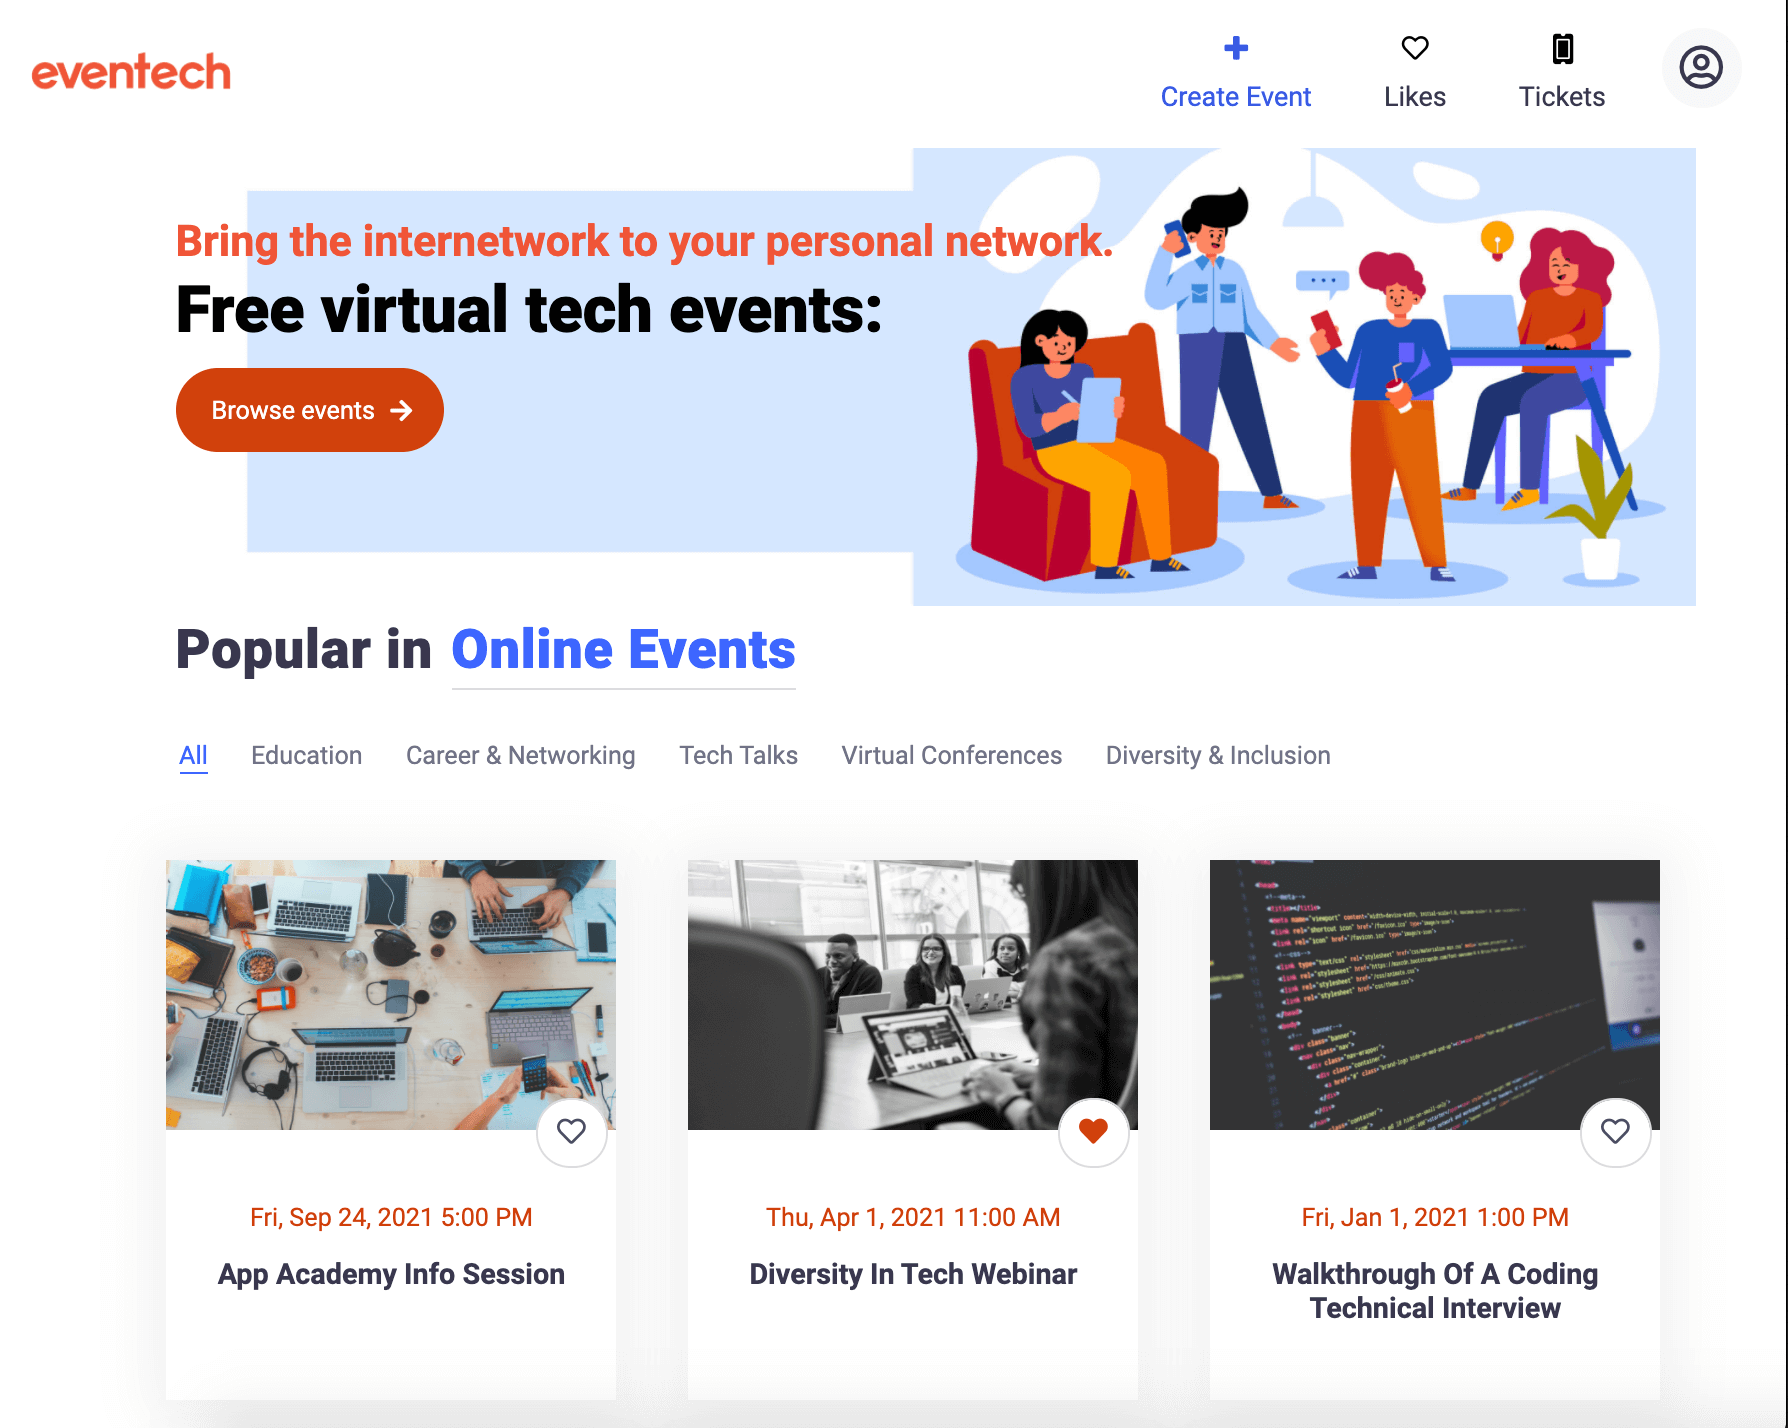 eventech
Create Event
Likes
Tickets
Bring the internetwork to your personal network.
Free virtual tech events:
Browse events
Popular in Online Events
All Education Career & Networking Tech Talks Virtual Conferences Diversity & Inclusion
Fri, Sep 24, 2021 5:00 PM
App Academy Info Session
Thu, Apr 1, 2021 11:00 AM
Diversity In Tech Webinar
Fri, Jan 1, 2021 1:00 PM
Walkthrough Of A Coding
Technical Interview